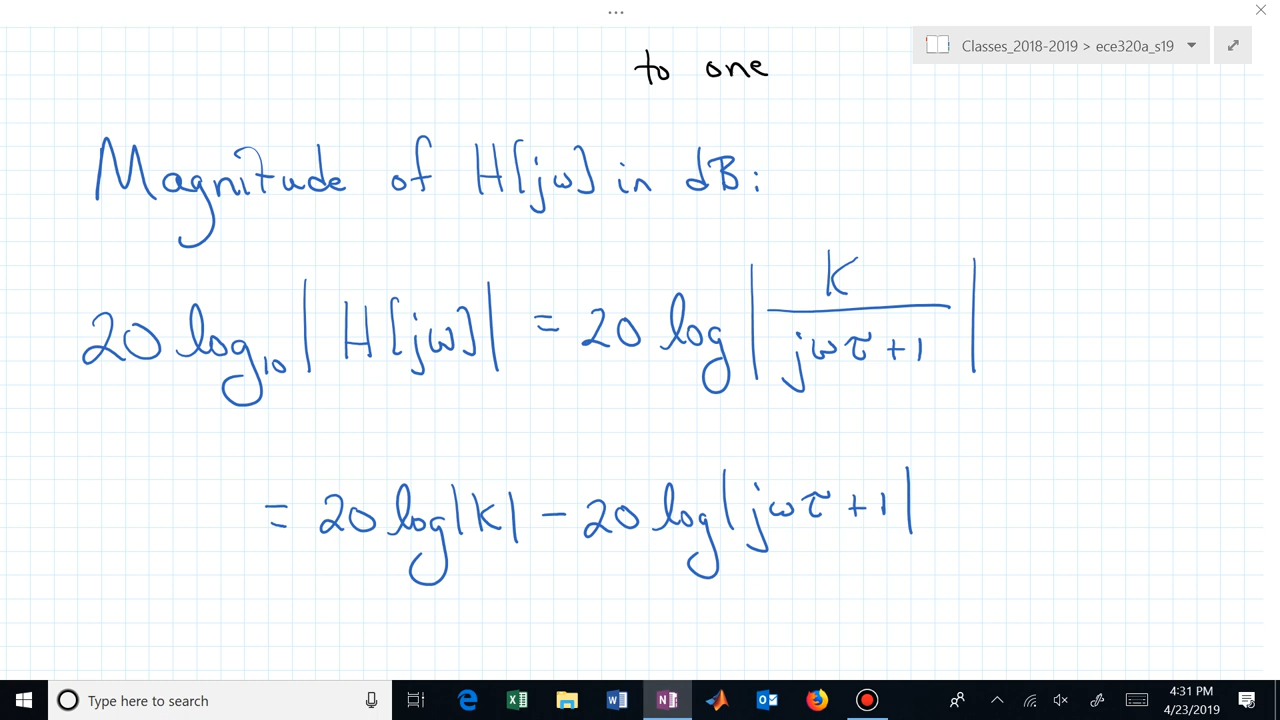 ...
Classes_2018-2019 > ece320a_s19
to one
Magnitude of H[jω] in dB:
20 log₁₀ | H[jω] | = 20 log | K / (jωτ + 1) |
= 20 log|K| − 20 log| jωτ + 1 |
Type here to search
4:31 PM
4/23/2019